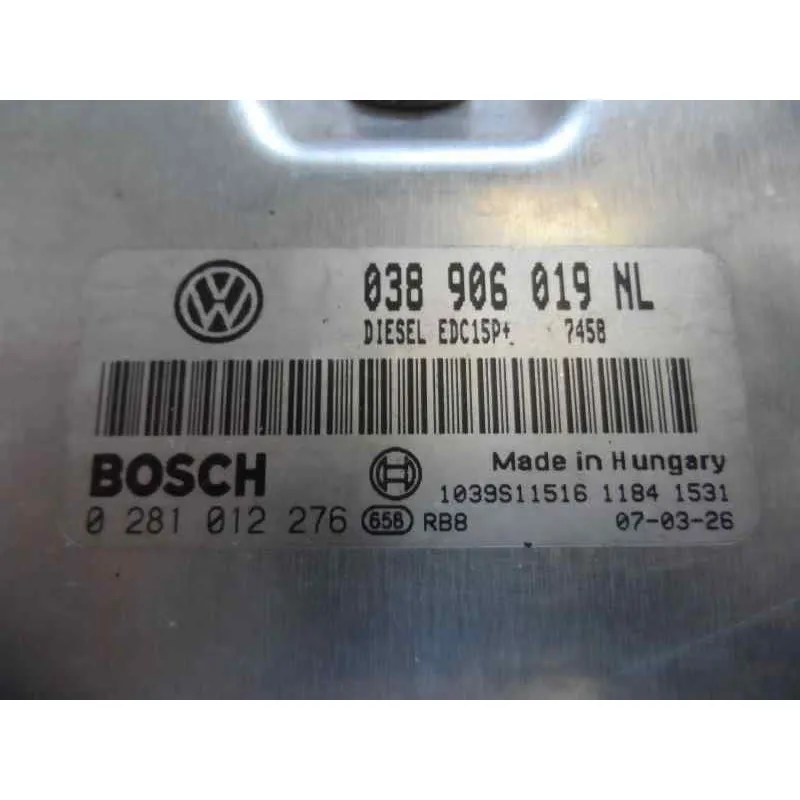 038 906 019 NL
DIESEL EDC15P+ 7458
BOSCH
Made in Hungary
1039S11516 1184 1531
0 281 012 276 658 RB8 07-03-26